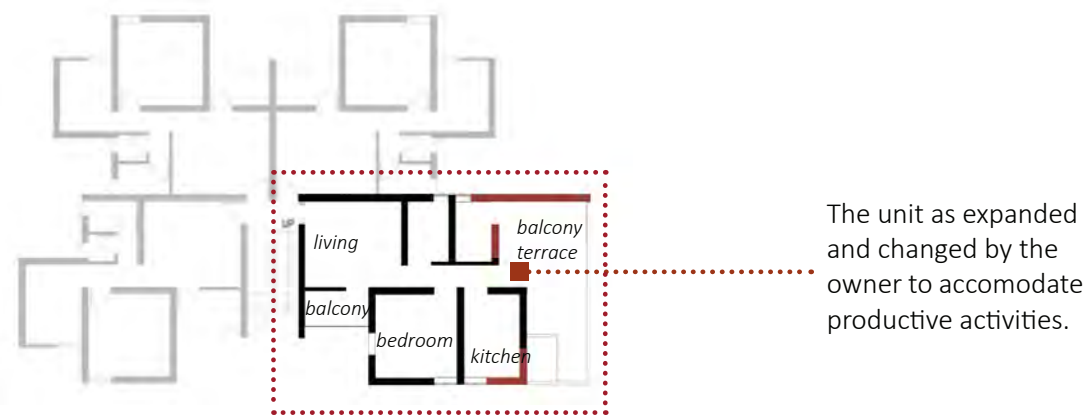 living
balcony
terrace
balcony
bedroom
kitchen
The unit as expanded
and changed by the
owner to accomodate
productive activities.